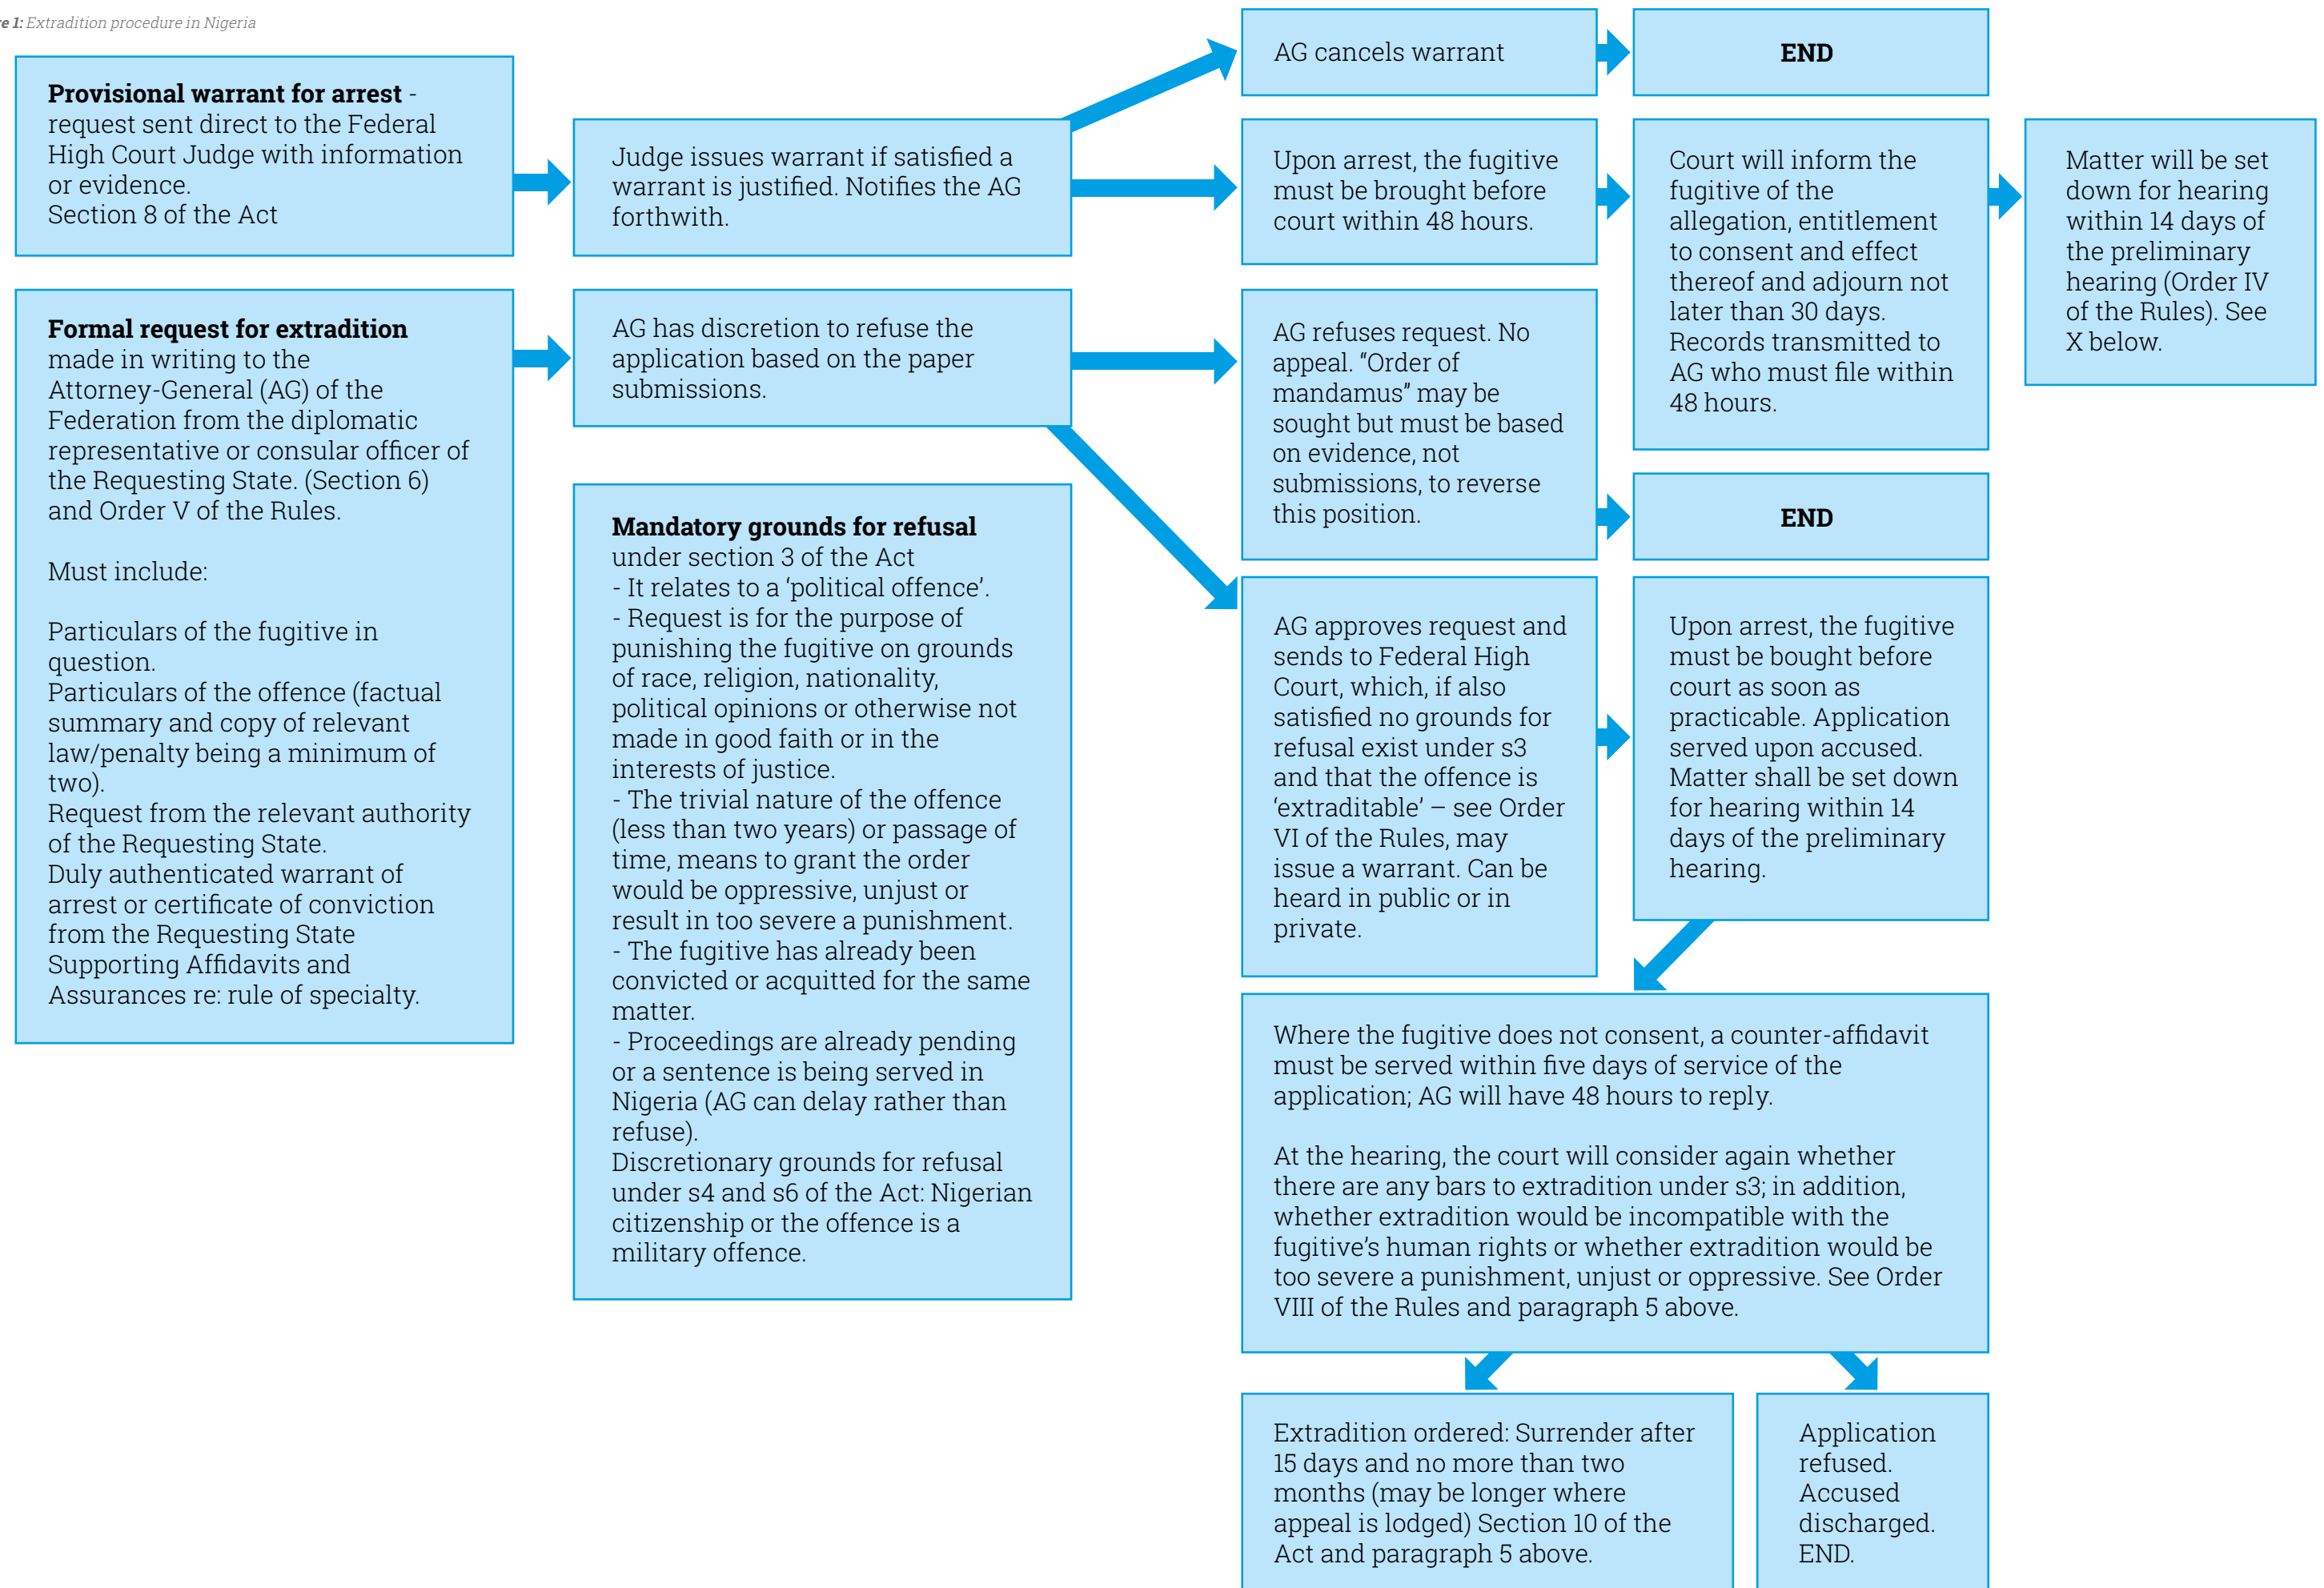 e 1: Extradition procedure in Nigeria
Provisional warrant for arrest -
request sent direct to the Federal
High Court Judge with information
or evidence.
Section 8 of the Act
Judge issues warrant if satisfied a
warrant is justified. Notifies the AG
forthwith.
AG cancels warrant
END
Upon arrest, the fugitive
must be brought before
court within 48 hours.
Court will inform the
fugitive of the
allegation, entitlement
to consent and effect
thereof and adjourn not
later than 30 days.
Records transmitted to
AG who must file within
48 hours.
Matter will be set
down for hearing
within 14 days of
the preliminary
hearing (Order IV
of the Rules). See
X below.
Formal request for extradition
made in writing to the
Attorney-General (AG) of the
Federation from the diplomatic
representative or consular officer of
the Requesting State. (Section 6)
and Order V of the Rules.
Must include:
Particulars of the fugitive in
question.
Particulars of the offence (factual
summary and copy of relevant
law/penalty being a minimum of
two).
Request from the relevant authority
of the Requesting State.
Duly authenticated warrant of
arrest or certificate of conviction
from the Requesting State
Supporting Affidavits and
Assurances re: rule of specialty.
AG has discretion to refuse the
application based on the paper
submissions.
Mandatory grounds for refusal
under section 3 of the Act
- It relates to a ‘political offence’.
- Request is for the purpose of
punishing the fugitive on grounds
of race, religion, nationality,
political opinions or otherwise not
made in good faith or in the
interests of justice.
- The trivial nature of the offence
(less than two years) or passage of
time, means to grant the order
would be oppressive, unjust or
result in too severe a punishment.
- The fugitive has already been
convicted or acquitted for the same
matter.
- Proceedings are already pending
or a sentence is being served in
Nigeria (AG can delay rather than
refuse).
Discretionary grounds for refusal
under s4 and s6 of the Act: Nigerian
citizenship or the offence is a
military offence.
AG refuses request. No
appeal. “Order of
mandamus” may be
sought but must be based
on evidence, not
submissions, to reverse
this position.
END
AG approves request and
sends to Federal High
Court, which, if also
satisfied no grounds for
refusal exist under s3
and that the offence is
‘extraditable’ – see Order
VI of the Rules, may
issue a warrant. Can be
heard in public or in
private.
Upon arrest, the fugitive
must be bought before
court as soon as
practicable. Application
served upon accused.
Matter shall be set down
for hearing within 14
days of the preliminary
hearing.
Where the fugitive does not consent, a counter-affidavit
must be served within five days of service of the
application; AG will have 48 hours to reply.
At the hearing, the court will consider again whether
there are any bars to extradition under s3; in addition,
whether extradition would be incompatible with the
fugitive’s human rights or whether extradition would be
too severe a punishment, unjust or oppressive. See Order
VIII of the Rules and paragraph 5 above.
Extradition ordered: Surrender after
15 days and no more than two
months (may be longer where
appeal is lodged) Section 10 of the
Act and paragraph 5 above.
Application
refused.
Accused
discharged.
END.